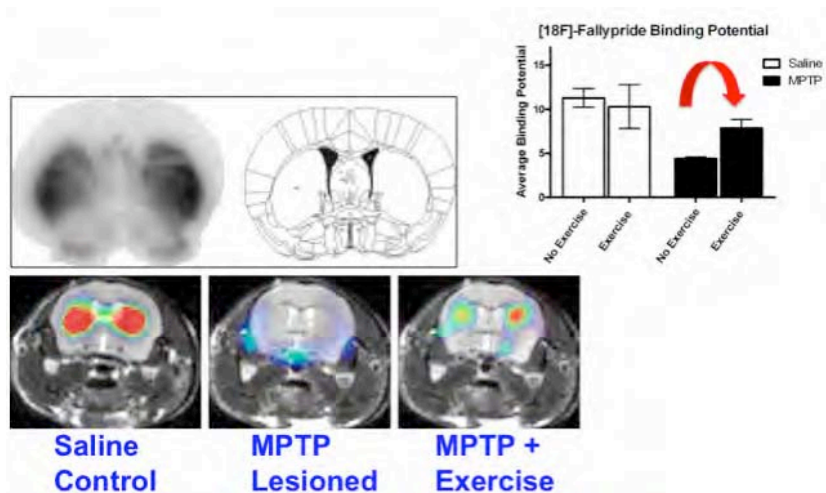 [18F]-Fallypride Binding Potential
Average Binding Potential
15
10
5
0
Saline
MPTP
No Exercise
Exercise
No Exercise
Exercise
Saline
Control
MPTP
Lesioned
MPTP +
Exercise